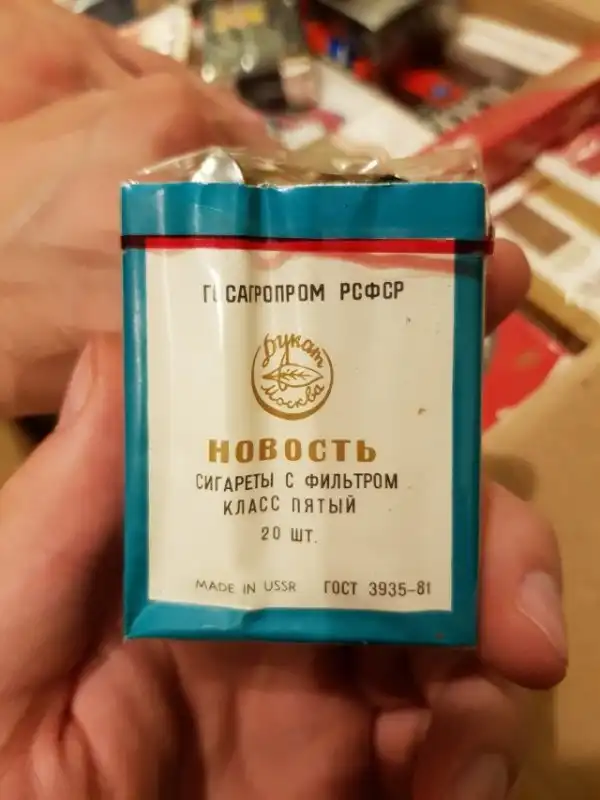 ГОСАГРОПРОМ РСФСР
Дукат
Москва
НОВОСТЬ
СИГАРЕТЫ С ФИЛЬТРОМ
КЛАСС ПЯТЫЙ
20 ШТ.
MADE IN USSR ГОСТ 3935-81